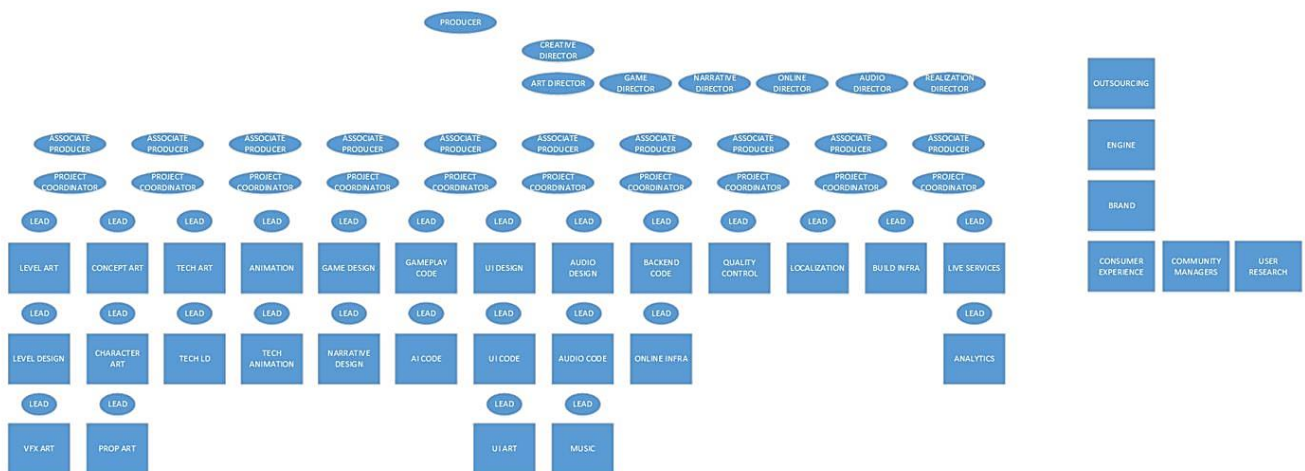 PRODUCER
CREATIVE
DIRECTOR
ART DIRECTOR
GAME
DIRECTOR
NARRATIVE
DIRECTOR
ONLINE
DIRECTOR
AUDIO
DIRECTOR
REALIZATION
DIRECTOR
OUTSOURCING
ASSOCIATE
PRODUCER
ASSOCIATE
PRODUCER
ASSOCIATE
PRODUCER
ASSOCIATE
PRODUCER
ASSOCIATE
PRODUCER
ASSOCIATE
PRODUCER
ASSOCIATE
PRODUCER
ASSOCIATE
PRODUCER
ASSOCIATE
PRODUCER
ASSOCIATE
PRODUCER
ENGINE
PROJECT
COORDINATOR
PROJECT
COORDINATOR
PROJECT
COORDINATOR
PROJECT
COORDINATOR
PROJECT
COORDINATOR
PROJECT
COORDINATOR
PROJECT
COORDINATOR
PROJECT
COORDINATOR
PROJECT
COORDINATOR
PROJECT
COORDINATOR
BRAND
LEAD
LEAD
LEAD
LEAD
LEAD
LEAD
LEAD
LEAD
LEAD
LEAD
LEAD
LEAD
LEAD
LEVEL ART
CONCEPT ART
TECH ART
ANIMATION
GAME DESIGN
GAMEPLAY
CODE
UI DESIGN
AUDIO
DESIGN
BACKEND
CODE
QUALITY
CONTROL
LOCALIZATION
BUILD INFRA
LIVE SERVICES
CONSUMER
EXPERIENCE
COMMUNITY
MANAGERS
USER
RESEARCH
LEAD
LEAD
LEAD
LEAD
LEAD
LEAD
LEAD
LEAD
LEAD
LEAD
LEVEL DESIGN
CHARACTER
ART
TECH LD
TECH
ANIMATION
NARRATIVE
DESIGN
AI CODE
UI CODE
AUDIO CODE
ONLINE INFRA
ANALYTICS
LEAD
LEAD
LEAD
LEAD
VFX ART
PROP ART
UI ART
MUSIC